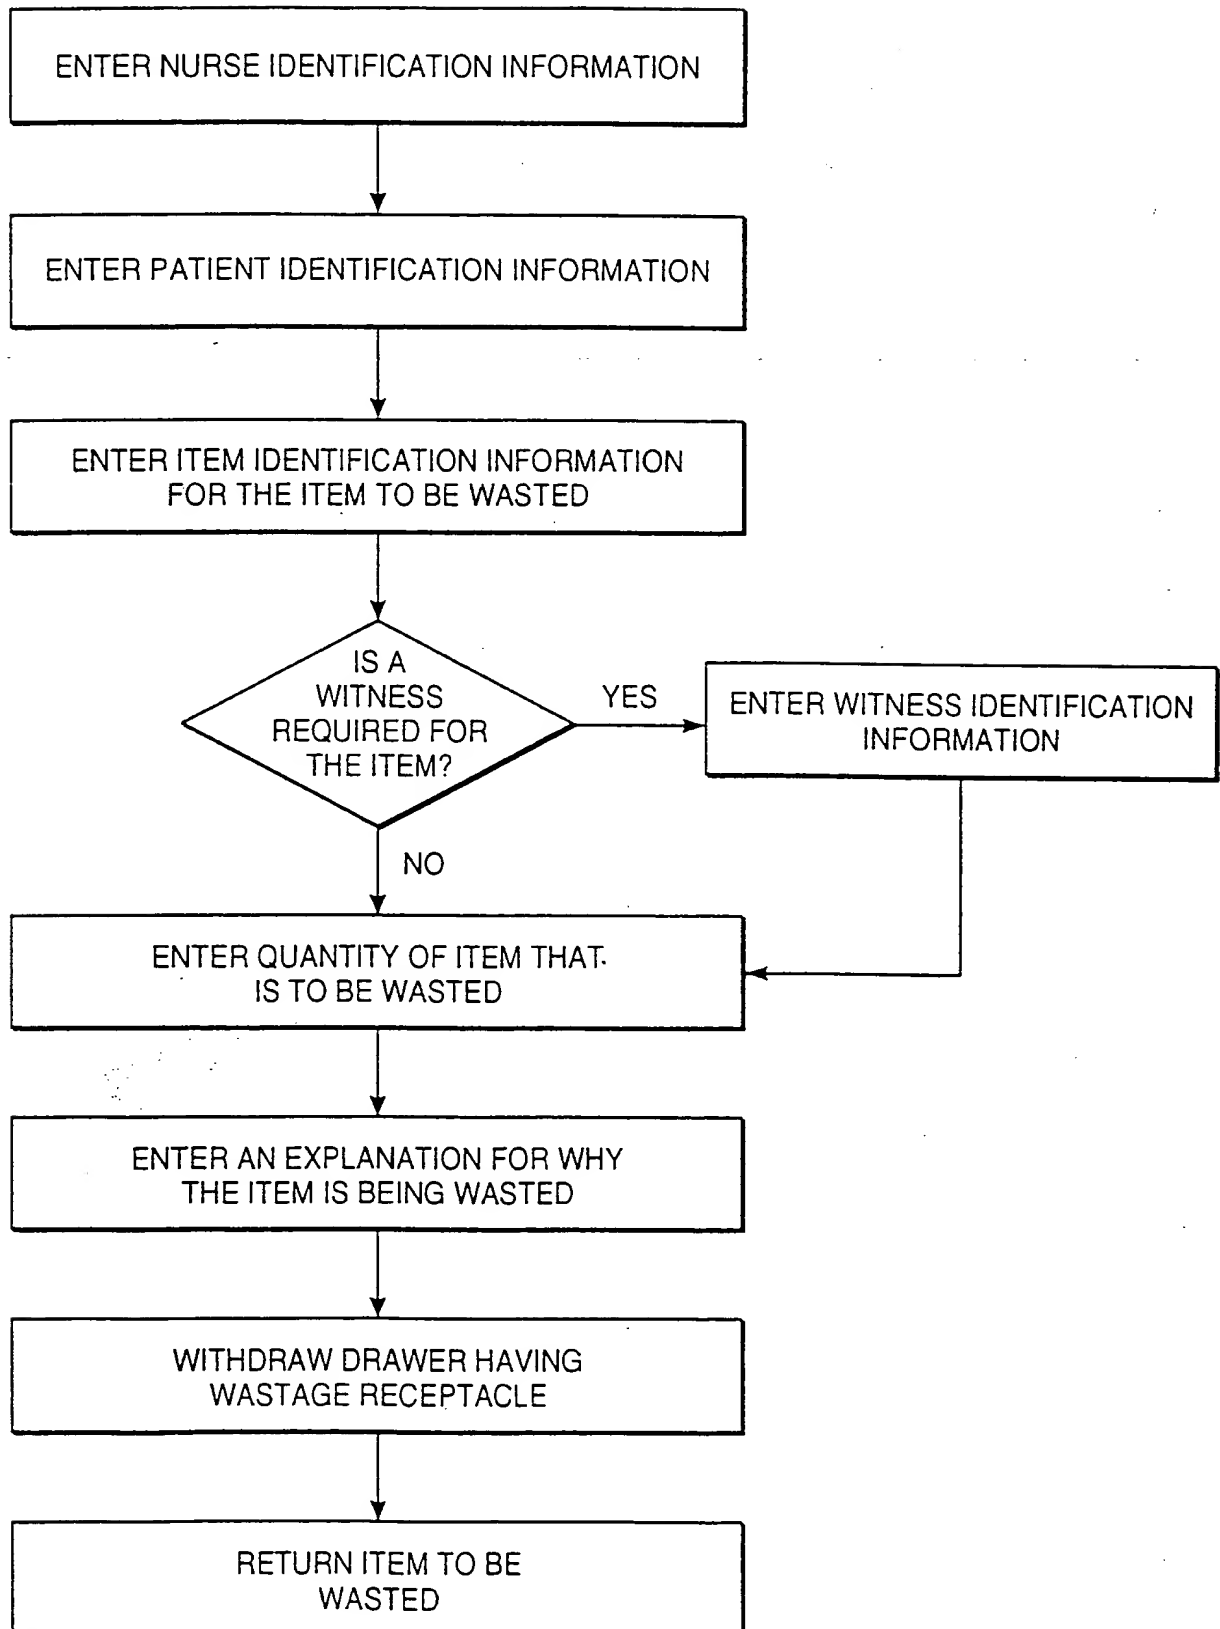 ENTER NURSE IDENTIFICATION INFORMATION
ENTER PATIENT IDENTIFICATION INFORMATION
ENTER ITEM IDENTIFICATION INFORMATION
FOR THE ITEM TO BE WASTED
IS A
WITNESS
REQUIRED FOR
THE ITEM?
YES
ENTER WITNESS IDENTIFICATION
INFORMATION
NO
ENTER QUANTITY OF ITEM THAT
IS TO BE WASTED
ENTER AN EXPLANATION FOR WHY
THE ITEM IS BEING WASTED
WITHDRAW DRAWER HAVING
WASTAGE RECEPTACLE
RETURN ITEM TO BE
WASTED